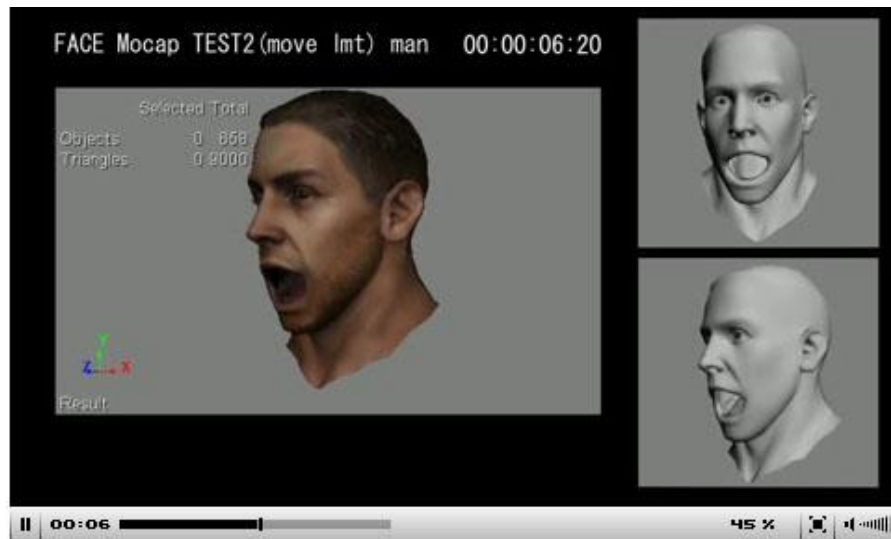 FACE Mocap TEST2(move lmt) man 00:00:06:20
Selected Total
Objects 0 658
Triangles 0 9000
Y
Z X
Result
00:06
45 %